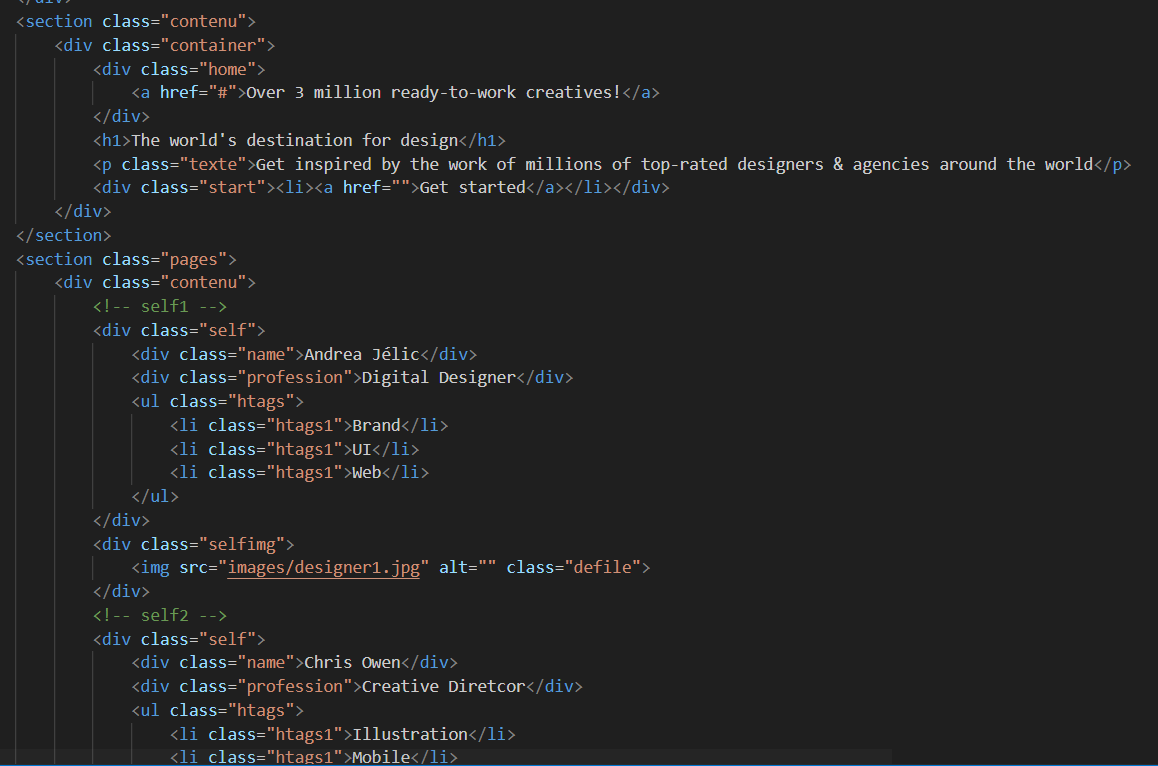 </div>
<section class="contenu">
<div class="container">
<div class="home">
<a href="#">Over 3 million ready-to-work creatives!</a>
</div>
<h1>The world's destination for design</h1>
<p class="texte">Get inspired by the work of millions of top-rated designers & agencies around the world</p>
<div class="start"><li><a href="">Get started</a></li></div>
</div>
</section>
<section class="pages">
<div class="contenu">
<!-- self1 -->
<div class="self">
<div class="name">Andrea Jélic</div>
<div class="profession">Digital Designer</div>
<ul class="htags">
<li class="htags1">Brand</li>
<li class="htags1">UI</li>
<li class="htags1">Web</li>
</ul>
</div>
<div class="selfimg">
<img src="images/designer1.jpg" alt="" class="defile">
</div>
<!-- self2 -->
<div class="self">
<div class="name">Chris Owen</div>
<div class="profession">Creative Diretcor</div>
<ul class="htags">
<li class="htags1">Illustration</li>
<li class="htags1">Mobile</li>